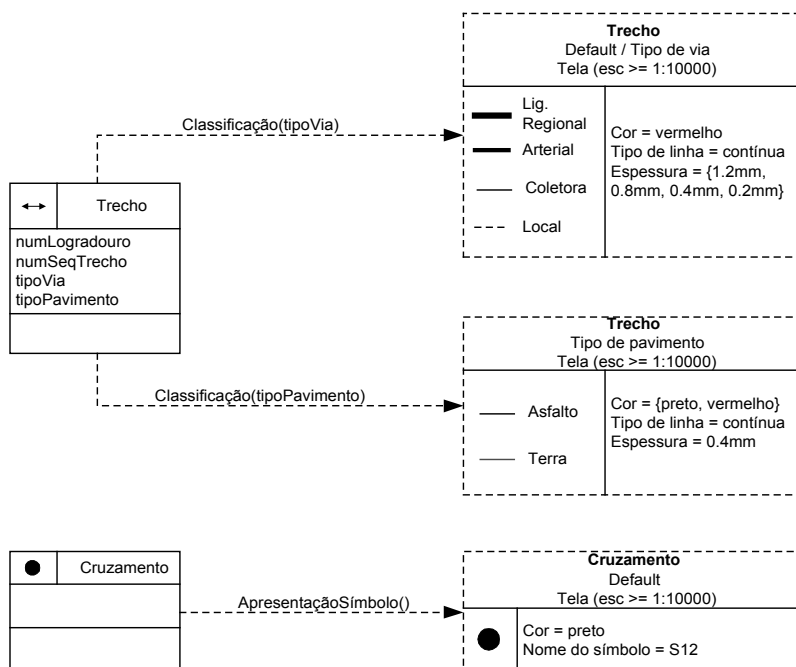 Trecho
Default / Tipo de via
Tela (esc >= 1:10000)
Lig.
Regional
Arterial
Coletora
Local
Cor = vermelho
Tipo de linha = contínua
Espessura = {1.2mm,
0.8mm, 0.4mm, 0.2mm}
Classificação(tipoVia)
Trecho
numLogradouro
numSeqTrecho
tipoVia
tipoPavimento
Classificação(tipoPavimento)
Trecho
Tipo de pavimento
Tela (esc >= 1:10000)
Asfalto
Terra
Cor = {preto, vermelho}
Tipo de linha = contínua
Espessura = 0.4mm
Cruzamento
ApresentaçãoSímbolo()
Cruzamento
Default
Tela (esc >= 1:10000)
Cor = preto
Nome do símbolo = S12